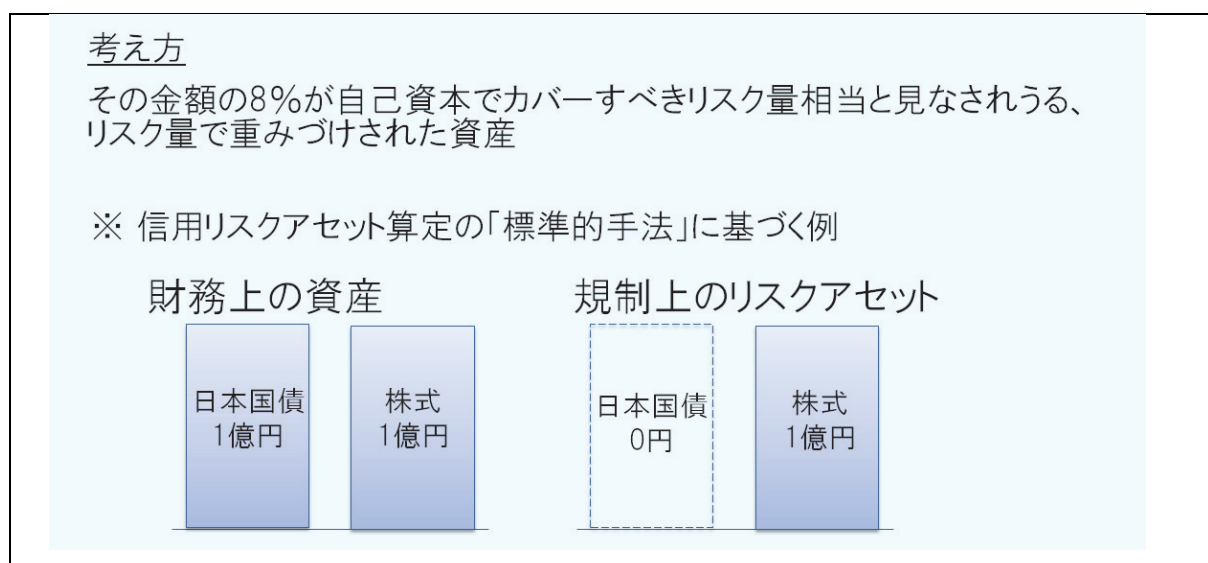 考え方
その金額の8%が自己資本でカバーすべきリスク量相当と見なされうる、
リスク量で重みづけされた資産
※ 信用リスクアセット算定の「標準的手法」に基づく例
財務上の資産
規制上のリスクアセット
日本国債
1億円
株式
1億円
日本国債
0円
株式
1億円